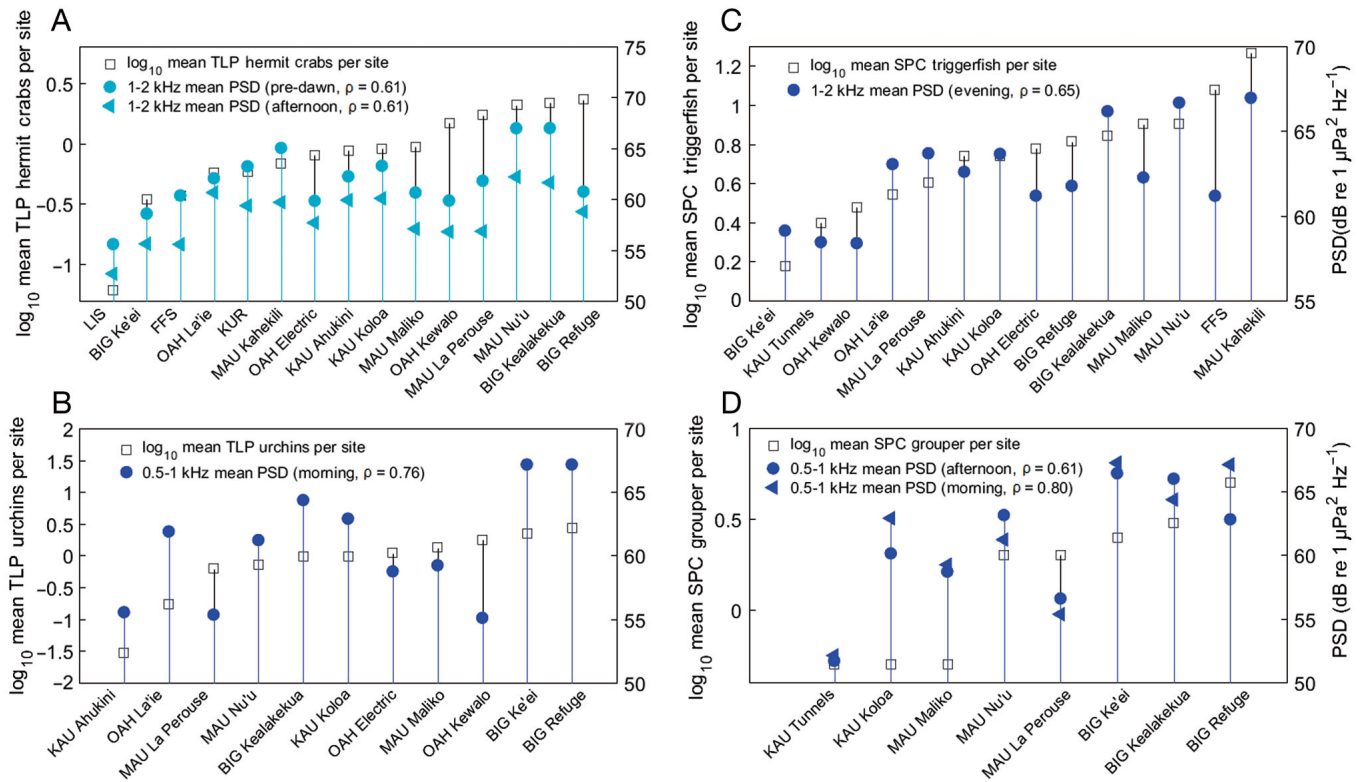 A
log10 mean TLP hermit crabs per site
0.5
0
−0.5
−1
75
70
65
60
55
50
log10 mean TLP hermit crabs per site
1-2 kHz mean PSD (pre-dawn, ρ = 0.61)
1-2 kHz mean PSD (afternoon, ρ = 0.61)
LIS
BIG Ke'ei
FFS
OAH La'ie
KUR
MAU Kahekili
OAH Electric
KAU Ahukini
KAU Koloa
MAU Maliko
OAH Kewalo
MAU La Perouse
MAU Nu'u
BIG Kealakekua
BIG Refuge
C
log10 mean SPC triggerfish per site
1.2
1
0.8
0.6
0.4
0.2
0
70
65
60
55
PSD(dB re 1 µPa2 Hz−1)
log10 mean SPC triggerfish per site
1-2 kHz mean PSD (evening, ρ = 0.65)
BIG Ke'ei
KAU Tunnels
OAH Kewalo
OAH La'ie
MAU La Perouse
KAU Ahukini
KAU Koloa
OAH Electric
BIG Refuge
BIG Kealakekua
MAU Maliko
MAU Nu'u
FFS
MAU Kahekili
B
log10 mean TLP urchins per site
2
1.5
1
0.5
0
−0.5
−1
−1.5
−2
70
65
60
55
50
log10 mean TLP urchins per site
0.5-1 kHz mean PSD (morning, ρ = 0.76)
KAU Ahukini
OAH La'ie
MAU La Perouse
MAU Nu'u
BIG Kealakekua
KAU Koloa
OAH Electric
MAU Maliko
OAH Kewalo
BIG Ke'ei
BIG Refuge
D
log10 mean SPC grouper per site
1
0.5
0
70
65
60
55
50
PSD (dB re 1 µPa2 Hz−1)
log10 mean SPC grouper per site
0.5-1 kHz mean PSD (afternoon, ρ = 0.61)
0.5-1 kHz mean PSD (morning, ρ = 0.80)
KAU Tunnels
KAU Koloa
MAU Maliko
MAU Nu'u
MAU La Perouse
BIG Ke'ei
BIG Kealakekua
BIG Refuge